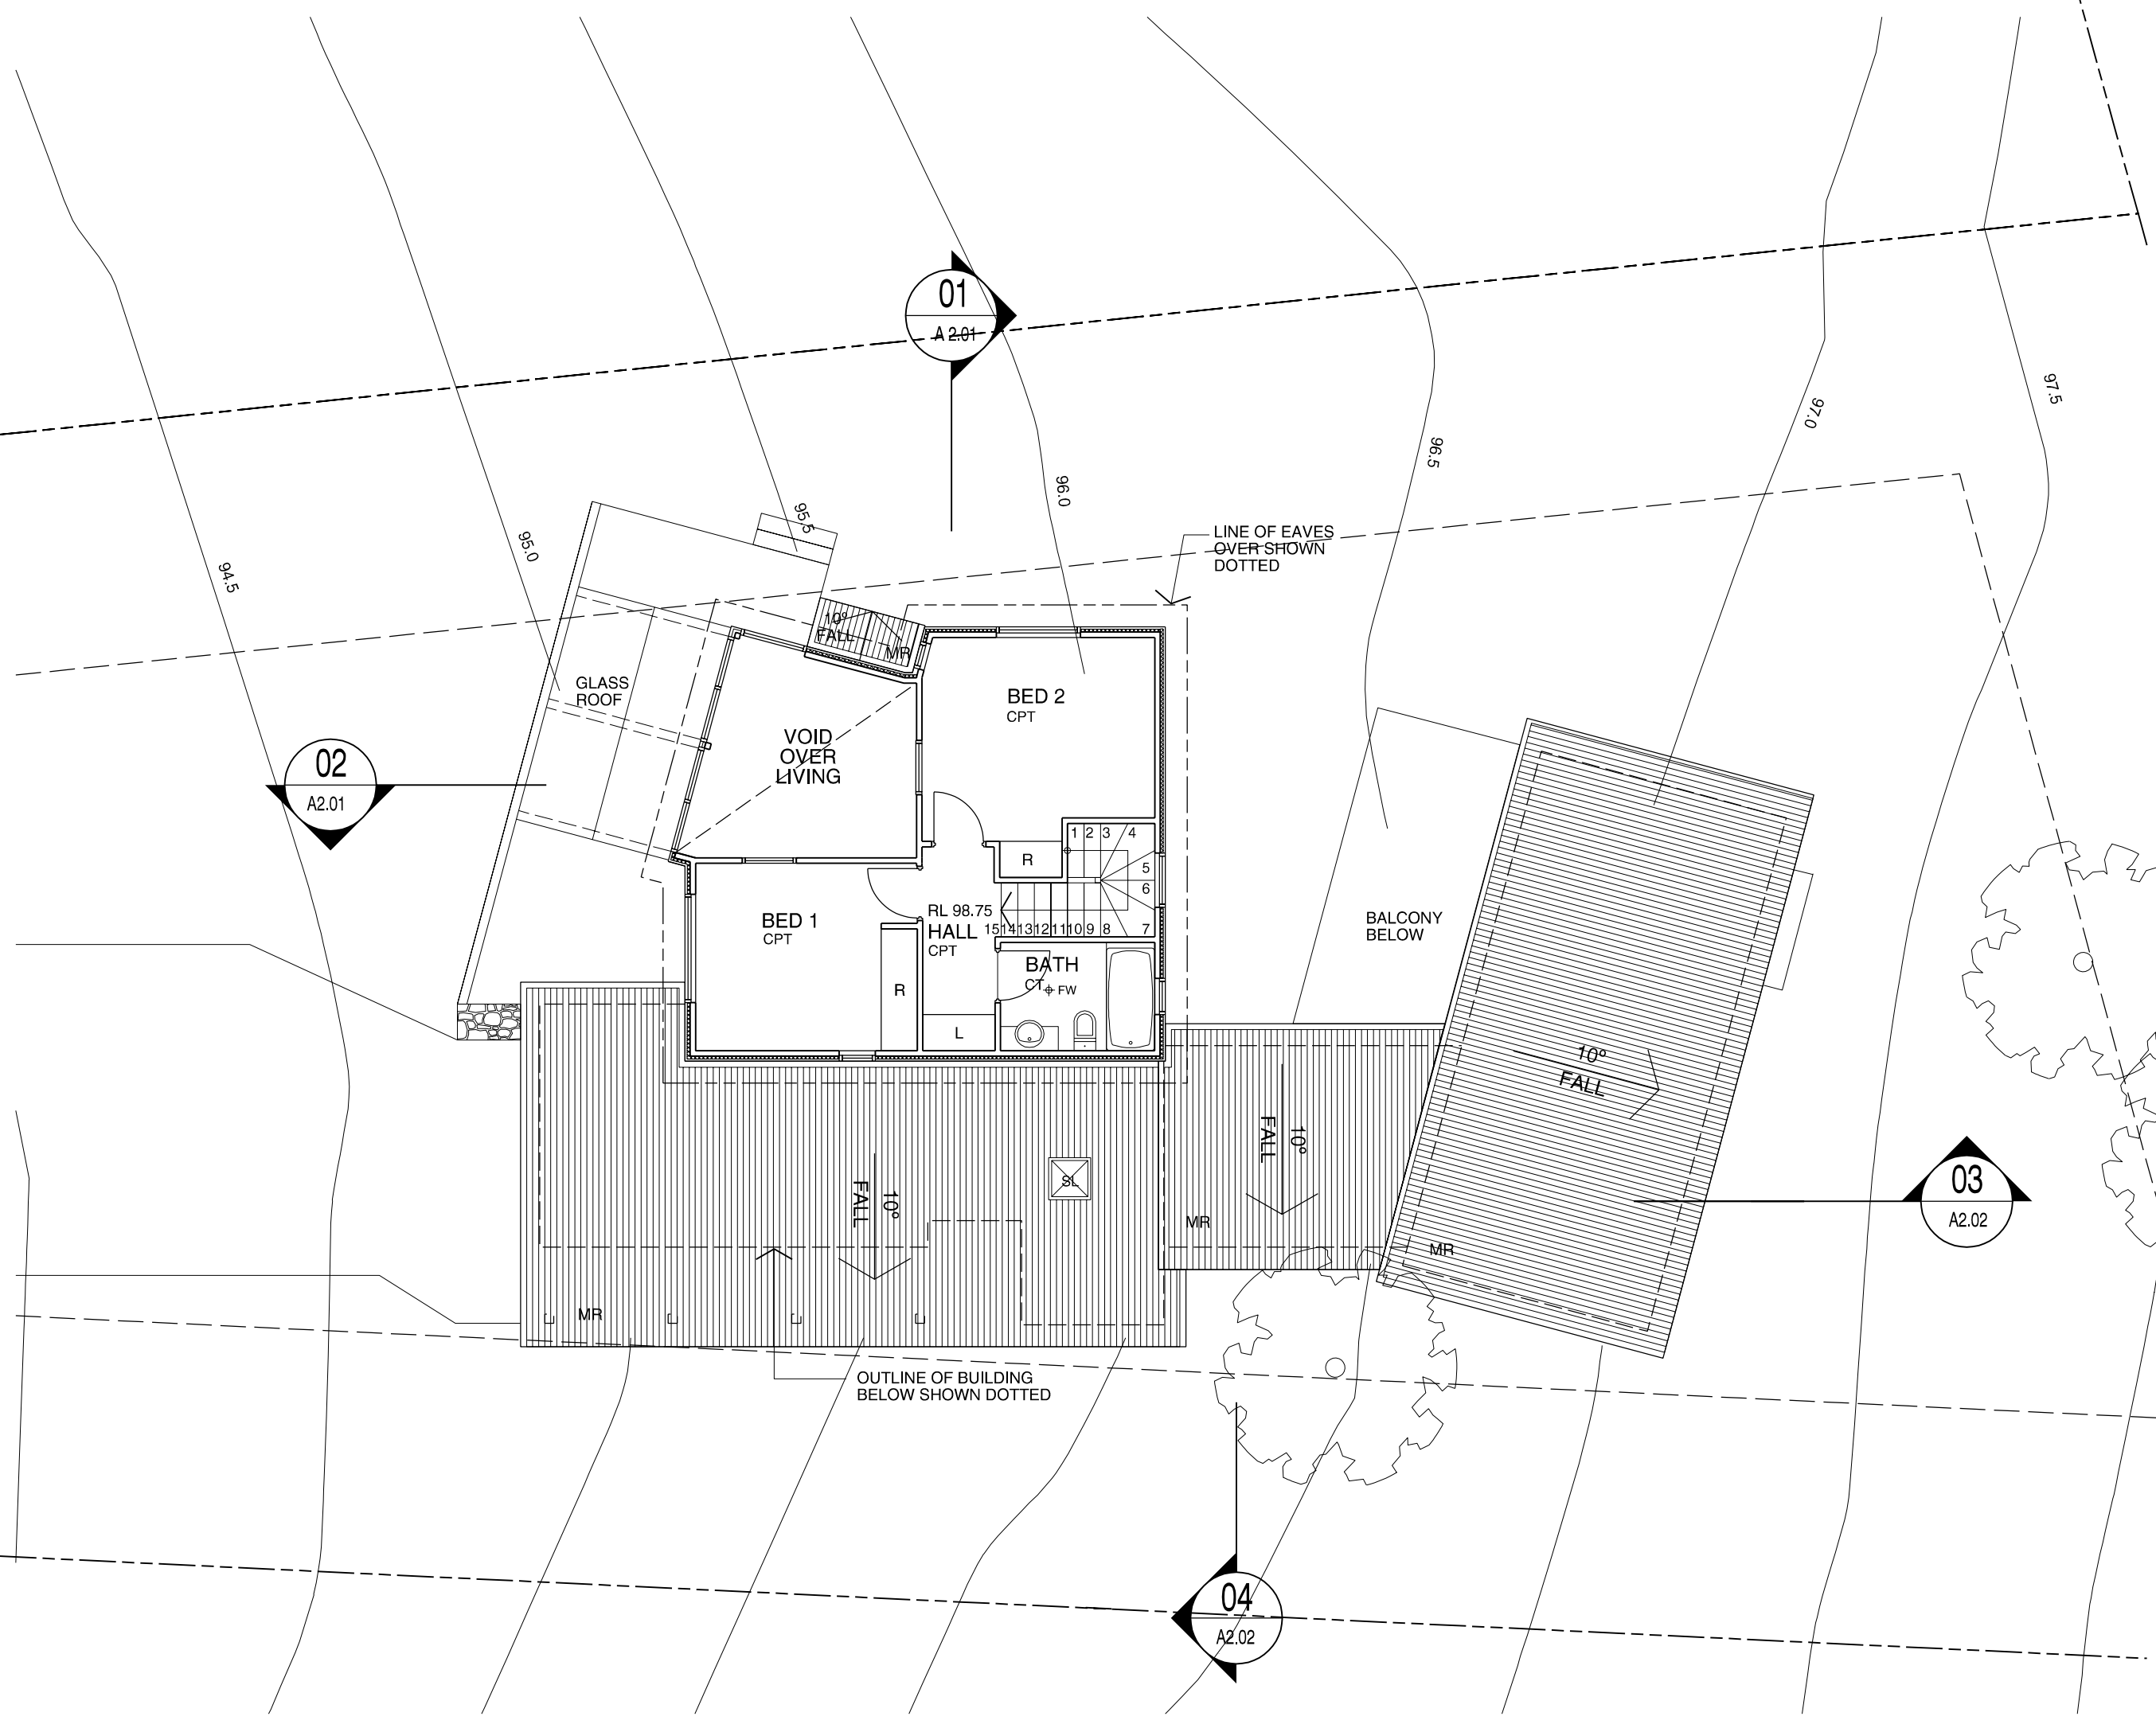 01
A 2.01
97.5
97.0
96.5
96.0
95.5
95.0
94.5
LINE OF EAVES
OVER SHOWN
DOTTED
10°
FALL
MR
GLASS
ROOF
BED 2
CPT
VOID
OVER
LIVING
02
A2.01
1 2 3 4
R
5
6
BED 1
CPT
RL 98.75
HALL
CPT
15 14 13 12 11 10 9 8 7
BALCONY
BELOW
BATH
CT
FW
R
L
10°
FALL
10°
FALL
SL
03
A2.02
10°
FALL
MR
MR
MR
OUTLINE OF BUILDING
BELOW SHOWN DOTTED
04
A2.02